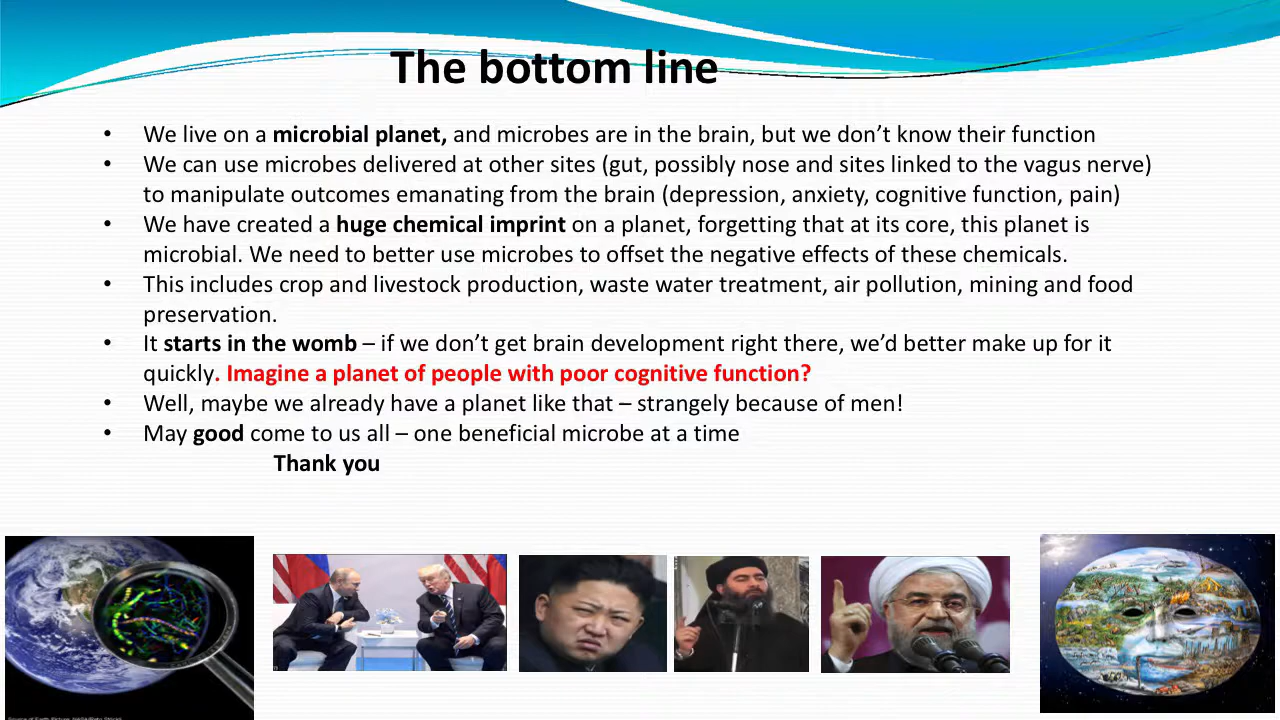 The bottom line
• We live on a microbial planet, and microbes are in the brain, but we don’t know their function
• We can use microbes delivered at other sites (gut, possibly nose and sites linked to the vagus nerve)
to manipulate outcomes emanating from the brain (depression, anxiety, cognitive function, pain)
• We have created a huge chemical imprint on a planet, forgetting that at its core, this planet is
microbial. We need to better use microbes to offset the negative effects of these chemicals.
• This includes crop and livestock production, waste water treatment, air pollution, mining and food
preservation.
• It starts in the womb – if we don’t get brain development right there, we’d better make up for it
quickly. Imagine a planet of people with poor cognitive function?
• Well, maybe we already have a planet like that – strangely because of men!
• May good come to us all – one beneficial microbe at a time
Thank you